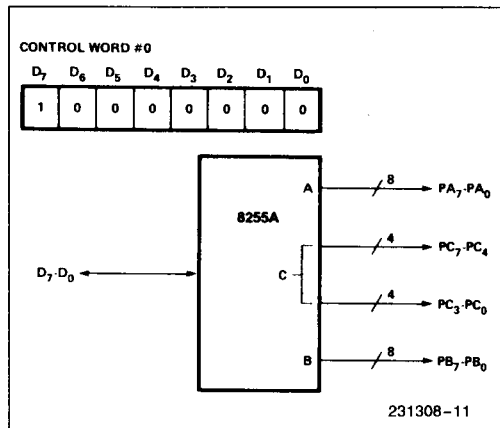 CONTROL WORD #0
D7 D6 D5 D4 D3 D2 D1 D0
1 0 0 0 0 0 0 0
A 8 PA7-PA0
8255A
4 PC7-PC4
D7-D0 C
4 PC3-PC0
B 8 PB7-PB0
231308-11